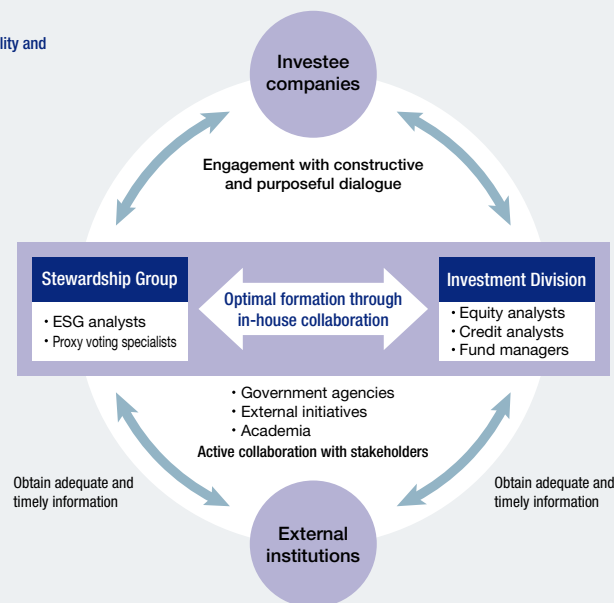 lity and
Investee
companies
Engagement with constructive
and purposeful dialogue
Stewardship Group
・ESG analysts
・Proxy voting specialists
Optimal formation through
in-house collaboration
Investment Division
・Equity analysts
・Credit analysts
・Fund managers
・Government agencies
・External initiatives
・Academia
Active collaboration with stakeholders
Obtain adequate and
timely information
Obtain adequate and
timely information
External
institutions